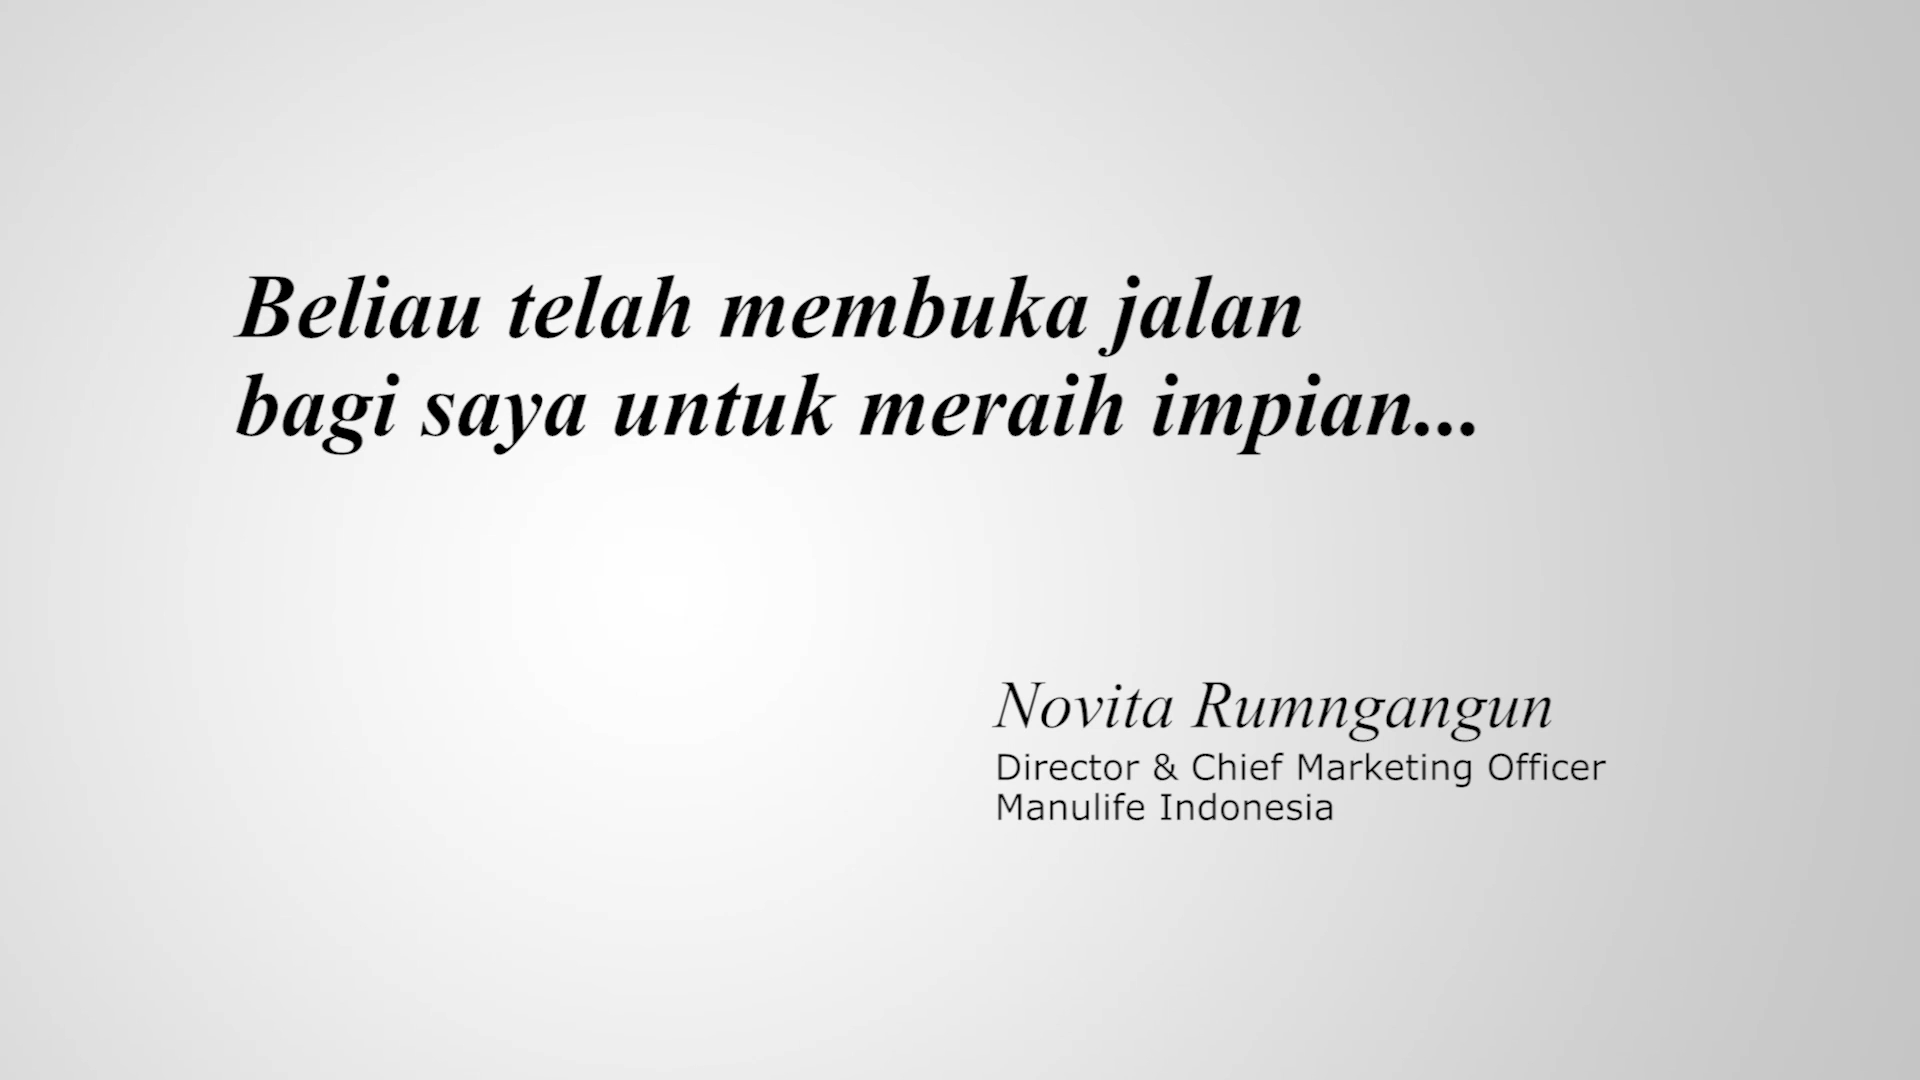 Beliau telah membuka jalan
bagi saya untuk meraih impian...
Novita Rumngangun
Director & Chief Marketing Officer
Manulife Indonesia